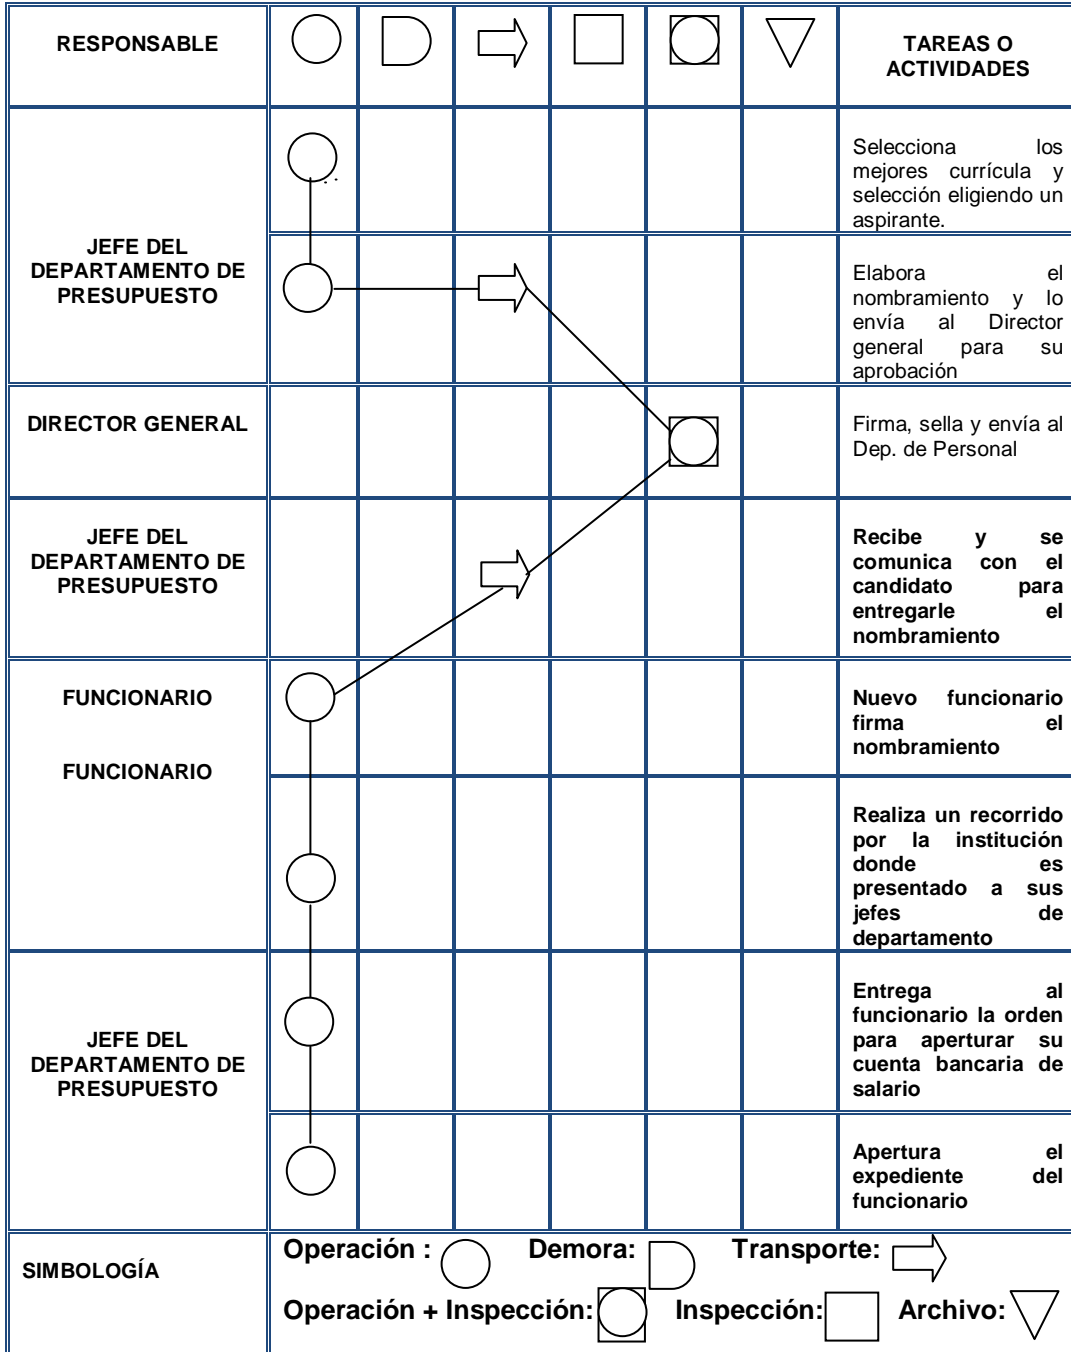 RESPONSABLE
TAREAS O
ACTIVIDADES
JEFE DEL
DEPARTAMENTO DE
PRESUPUESTO
Selecciona los
mejores currícula y
selección eligiendo un
aspirante.
Elabora el
nombramiento y lo
envía al Director
general para su
aprobación
DIRECTOR GENERAL
Firma, sella y envía al
Dep. de Personal
JEFE DEL
DEPARTAMENTO DE
PRESUPUESTO
Recibe y se
comunica con el
candidato para
entregarle el
nombramiento
FUNCIONARIO
Nuevo funcionario
firma el
nombramiento
FUNCIONARIO
Realiza un recorrido
por la institución
donde es
presentado a sus
jefes de
departamento
JEFE DEL
DEPARTAMENTO DE
PRESUPUESTO
Entrega al
funcionario la orden
para aperturar su
cuenta bancaria de
salario
Apertura el
expediente del
funcionario
SIMBOLOGÍA
Operación : Demora: Transporte:
Operación + Inspección: Inspección: Archivo: